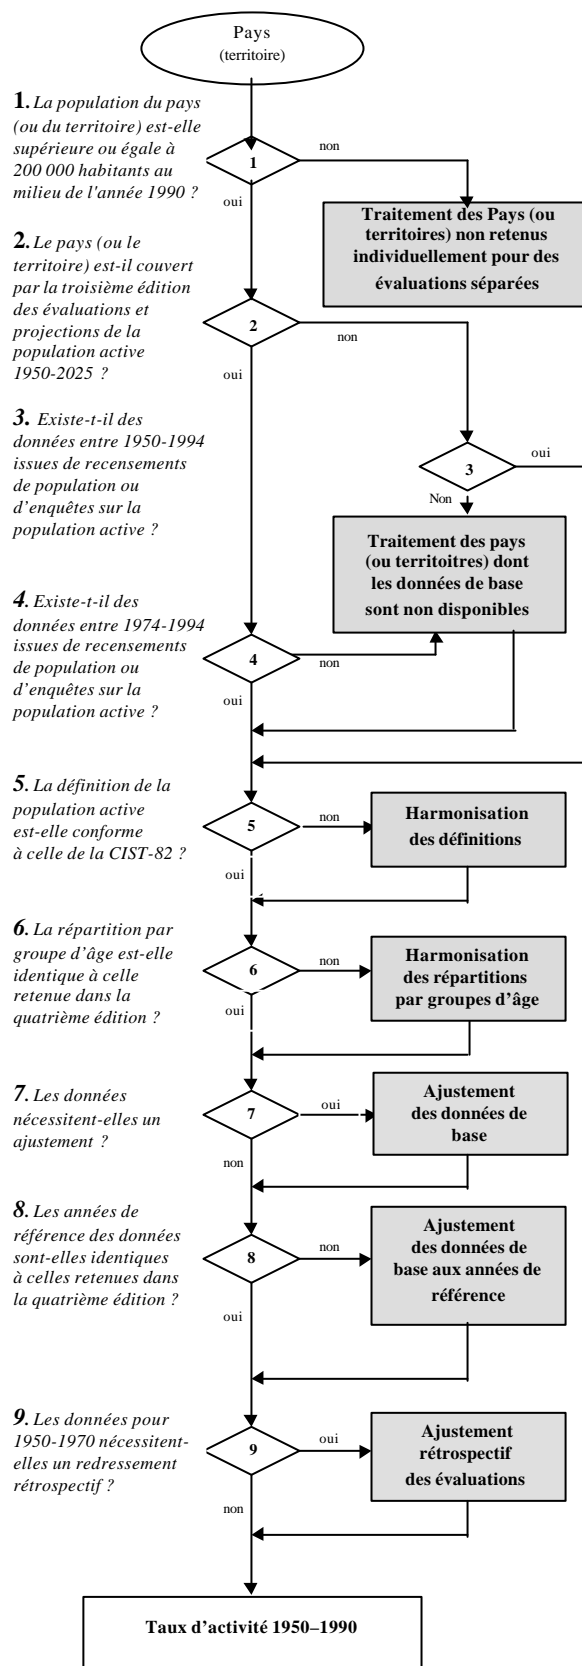 Pays
(territoire)
1. La population du pays
(ou du territoire) est-elle
supérieure ou égale à
200 000 habitants au
milieu de l'année 1990 ?
1
non
oui
Traitement des Pays (ou
territoires) non retenus
individuellement pour des
évaluations séparées
2. Le pays (ou le
territoire) est-il couvert
par la troisième édition
des évaluations et
projections de la
population active
1950-2025 ?
2
non
oui
3. Existe-t-il des
données entre 1950-1994
issues de recensements
de population ou
d'enquêtes sur la
population active ?
3
oui
Non
Traitement des pays
(ou territoitres) dont
les données de base
sont non disponibles
4. Existe-t-il des
données entre 1974-1994
issues de recensements
de population ou
d'enquêtes sur la
population active ?
4
non
oui
5. La définition de la
population active
est-elle conforme
à celle de la CIST-82 ?
5
non
oui
Harmonisation
des définitions
6. La répartition par
groupe d'âge est-elle
identique à celle
retenue dans la
quatrième édition ?
6
non
oui
Harmonisation
des répartitions
par groupes d'âge
7. Les données
nécessitent-elles un
ajustement ?
7
oui
non
Ajustement
des données de
base
8. Les années de
référence des données
sont-elles identiques
à celles retenues dans
la quatrième édition ?
8
non
oui
Ajustement
des données de
base aux années de
référence
9. Les données pour
1950-1970 nécessitent-
elles un redressement
rétrospectif ?
9
oui
non
Ajustement
rétrospectif
des évaluations
Taux d'activité 1950–1990